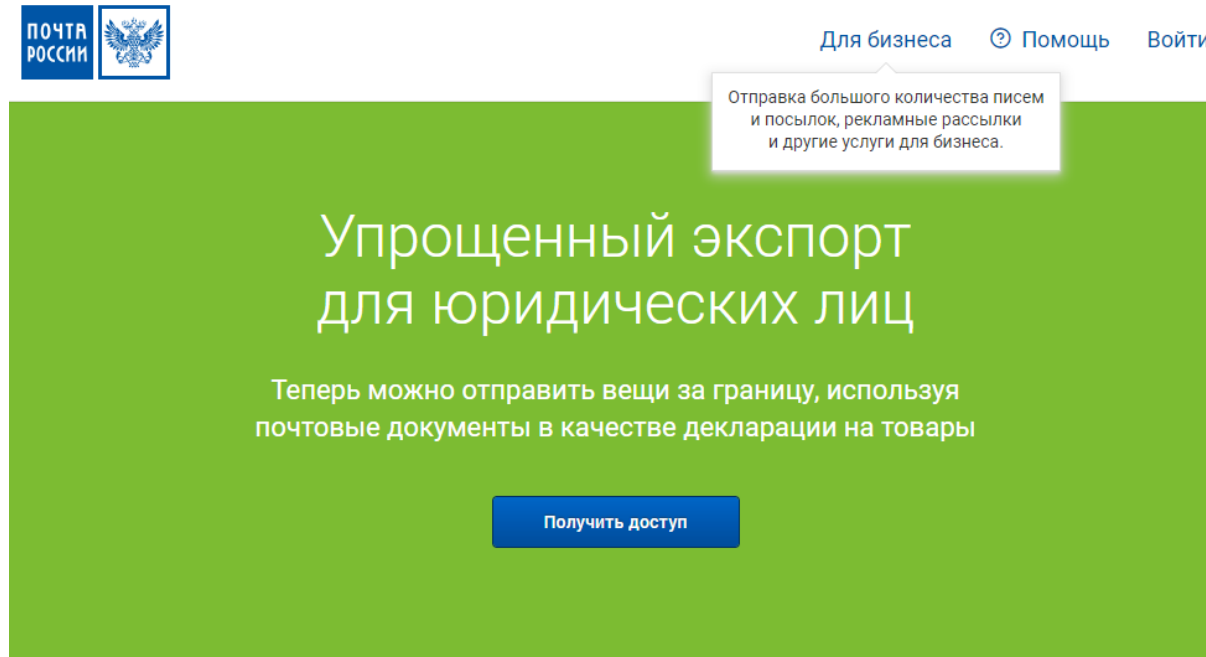 ПОЧТА
РОССИИ
Для бизнеса
? Помощь
Войти
Отправка большого количества писем
и посылок, рекламные рассылки
и другие услуги для бизнеса.
Упрощенный экспорт
для юридических лиц
Теперь можно отправить вещи за границу, используя
почтовые документы в качестве декларации на товары
Получить доступ